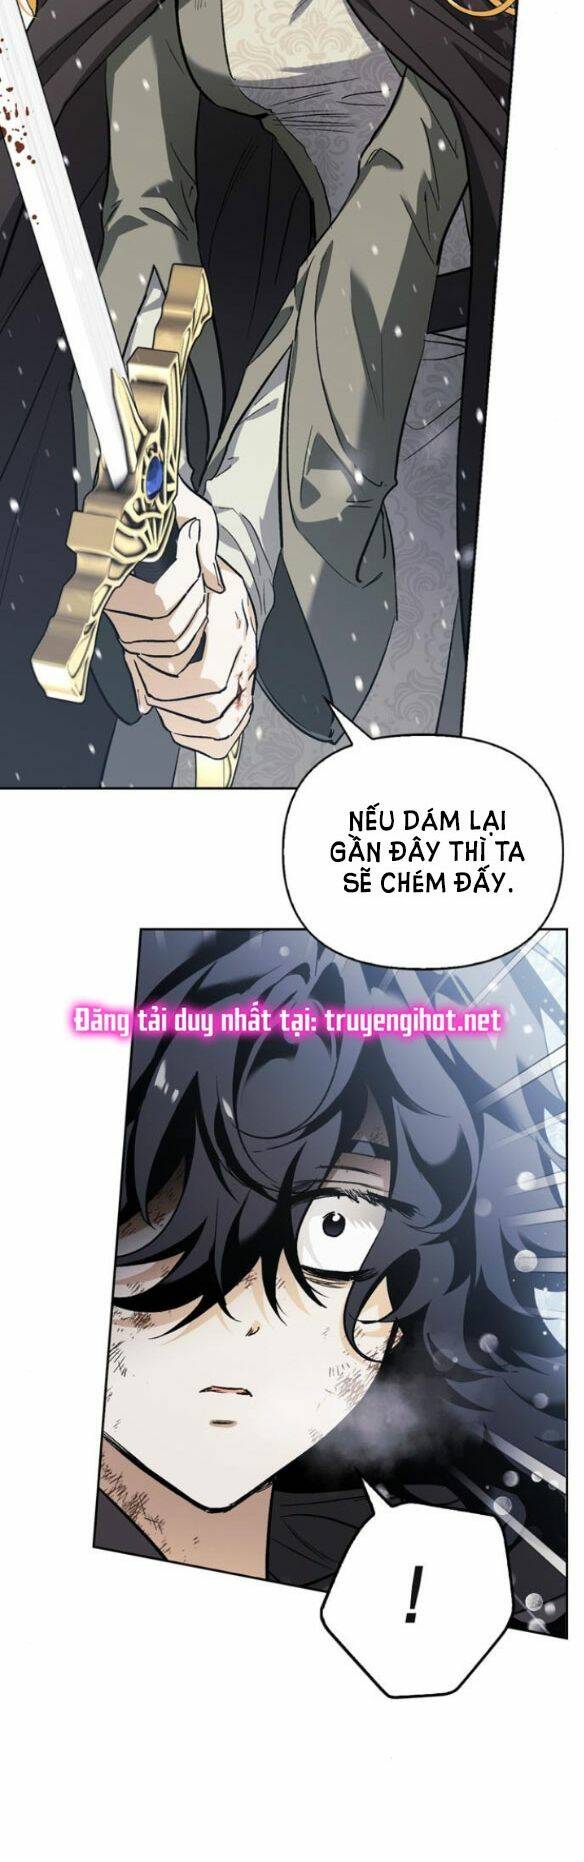 NẾU DÁM LẠI
GẦN ĐÂY THÌ TA
SẼ CHÉM ĐẤY.
Đăng tải duy nhất tại: truyengihot.net
!